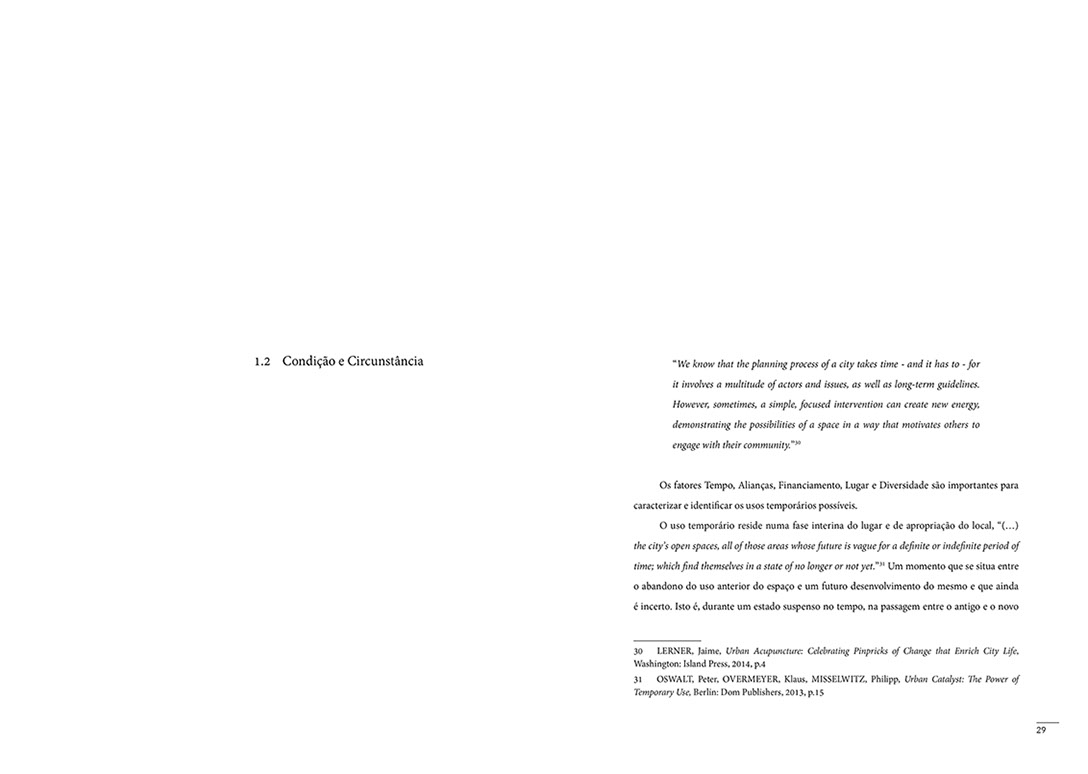 1.2 Condição e Circunstância
“We know that the planning process of a city takes time - and it has to - for
it involves a multitude of actors and issues, as well as long-term guidelines.
However, sometimes, a simple, focused intervention can create new energy,
demonstrating the possibilities of a space in a way that motivates others to
engage with their community.”30
Os fatores Tempo, Alianças, Financiamento, Lugar e Diversidade são importantes para
caracterizar e identificar os usos temporários possíveis.
O uso temporário reside numa fase interina do lugar e de apropriação do local, “(…)
the city’s open spaces, all of those areas whose future is vague for a definite or indefinite period of
time; which find themselves in a state of no longer or not yet.”31 Um momento que se situa entre
o abandono do uso anterior do espaço e um futuro desenvolvimento do mesmo e que ainda
é incerto. Isto é, durante um estado suspenso no tempo, na passagem entre o antigo e o novo
30 LERNER, Jaime, Urban Acupuncture: Celebrating Pinpricks of Change that Enrich City Life,
Washington: Island Press, 2014, p.4
31 OSWALT, Peter, OVERMEYER, Klaus, MISSELWITZ, Philipp, Urban Catalyst: The Power of
Temporary Use, Berlin: Dom Publishers, 2013, p.15
29